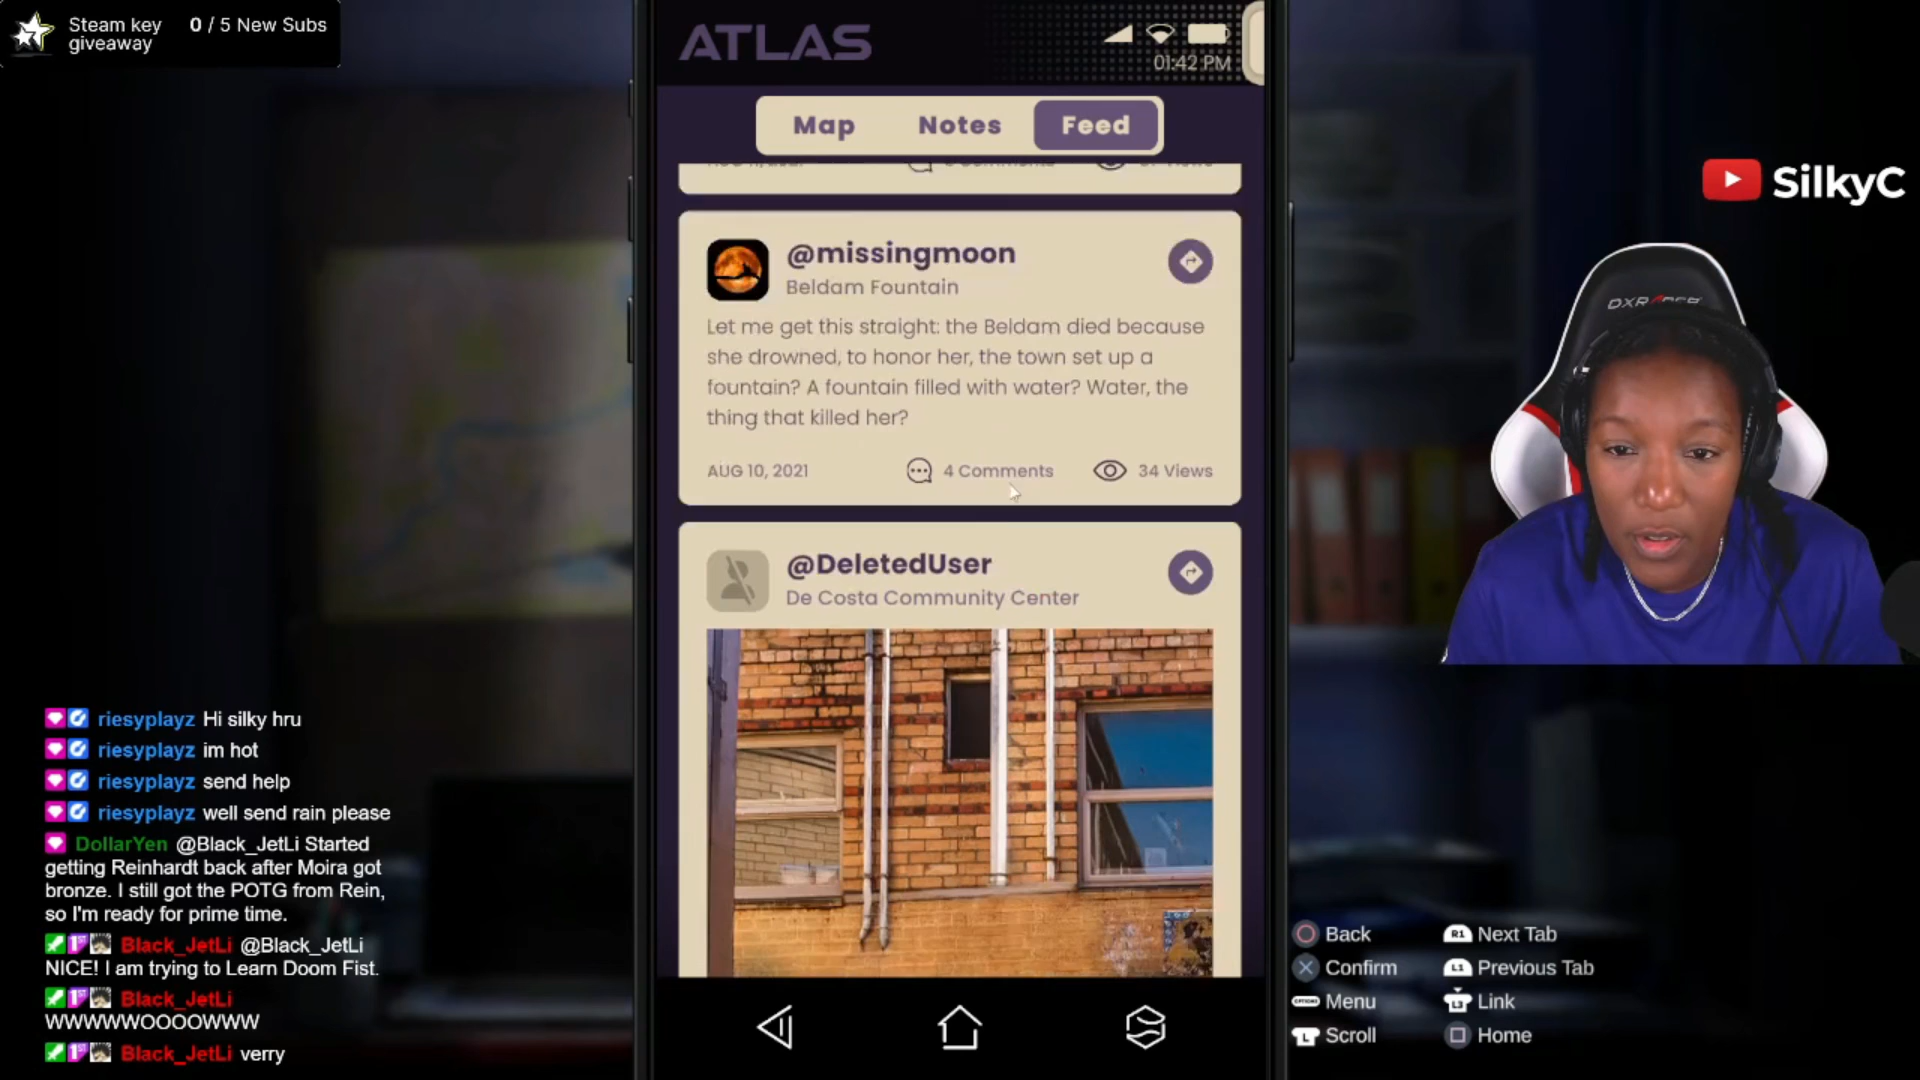 Steam key
giveaway
0 / 5 New Subs
ATLAS
01:42 PM
Map
Notes
Feed
@missingmoon
Beldam Fountain
Let me get this straight: the Beldam died because
she drowned, to honor her, the town set up a
fountain? A fountain filled with water? Water, the
thing that killed her?
AUG 10, 2021
4 Comments
34 Views
@DeletedUser
De Costa Community Center
SilkyC
riesyplayz Hi silky hru
riesyplayz im hot
riesyplayz send help
riesyplayz well send rain please
DollarYen @Black_JetLi Started
getting Reinhardt back after Moira got
bronze. I still got the POTG from Rein,
so I'm ready for prime time.
Black_JetLi @Black_JetLi
NICE! I am trying to Learn Doom Fist.
Black_JetLi
WWWWWOOOOWWW
Black_JetLi verry
Back
R1 Next Tab
Confirm
L1 Previous Tab
OPTIONS Menu
L3 Link
L Scroll
Home